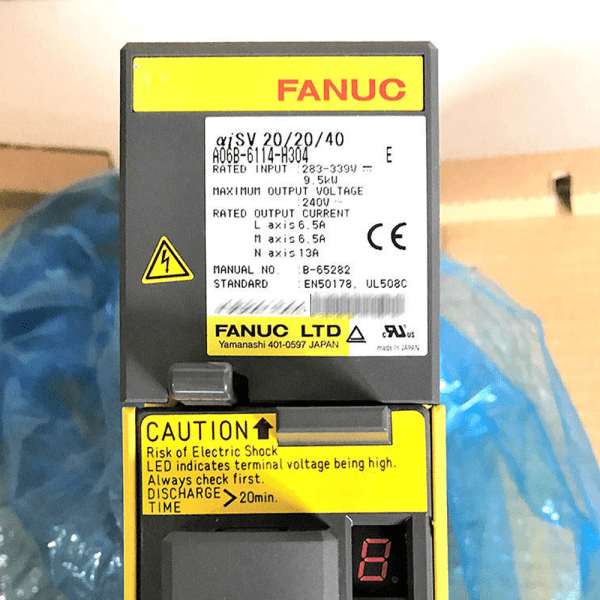 FANUC
αiSV 20/20/40
A06B-6114-H304 E
RATED INPUT :283-339V ⎓
9.5kW
MAXIMUM OUTPUT VOLTAGE
:240V ~
RATED OUTPUT CURRENT
L axis 6.5A
M axis 6.5A
N axis 13A
CE
MANUAL NO. :B-65282
STANDARD :EN50178, UL508C
FANUC LTD
Yamanashi 401-0597 JAPAN
c RU us
made in JAPAN
CAUTION
Risk of Electric Shock
LED indicates terminal voltage being high.
Always check first.
DISCHARGE TIME >20min.
8.